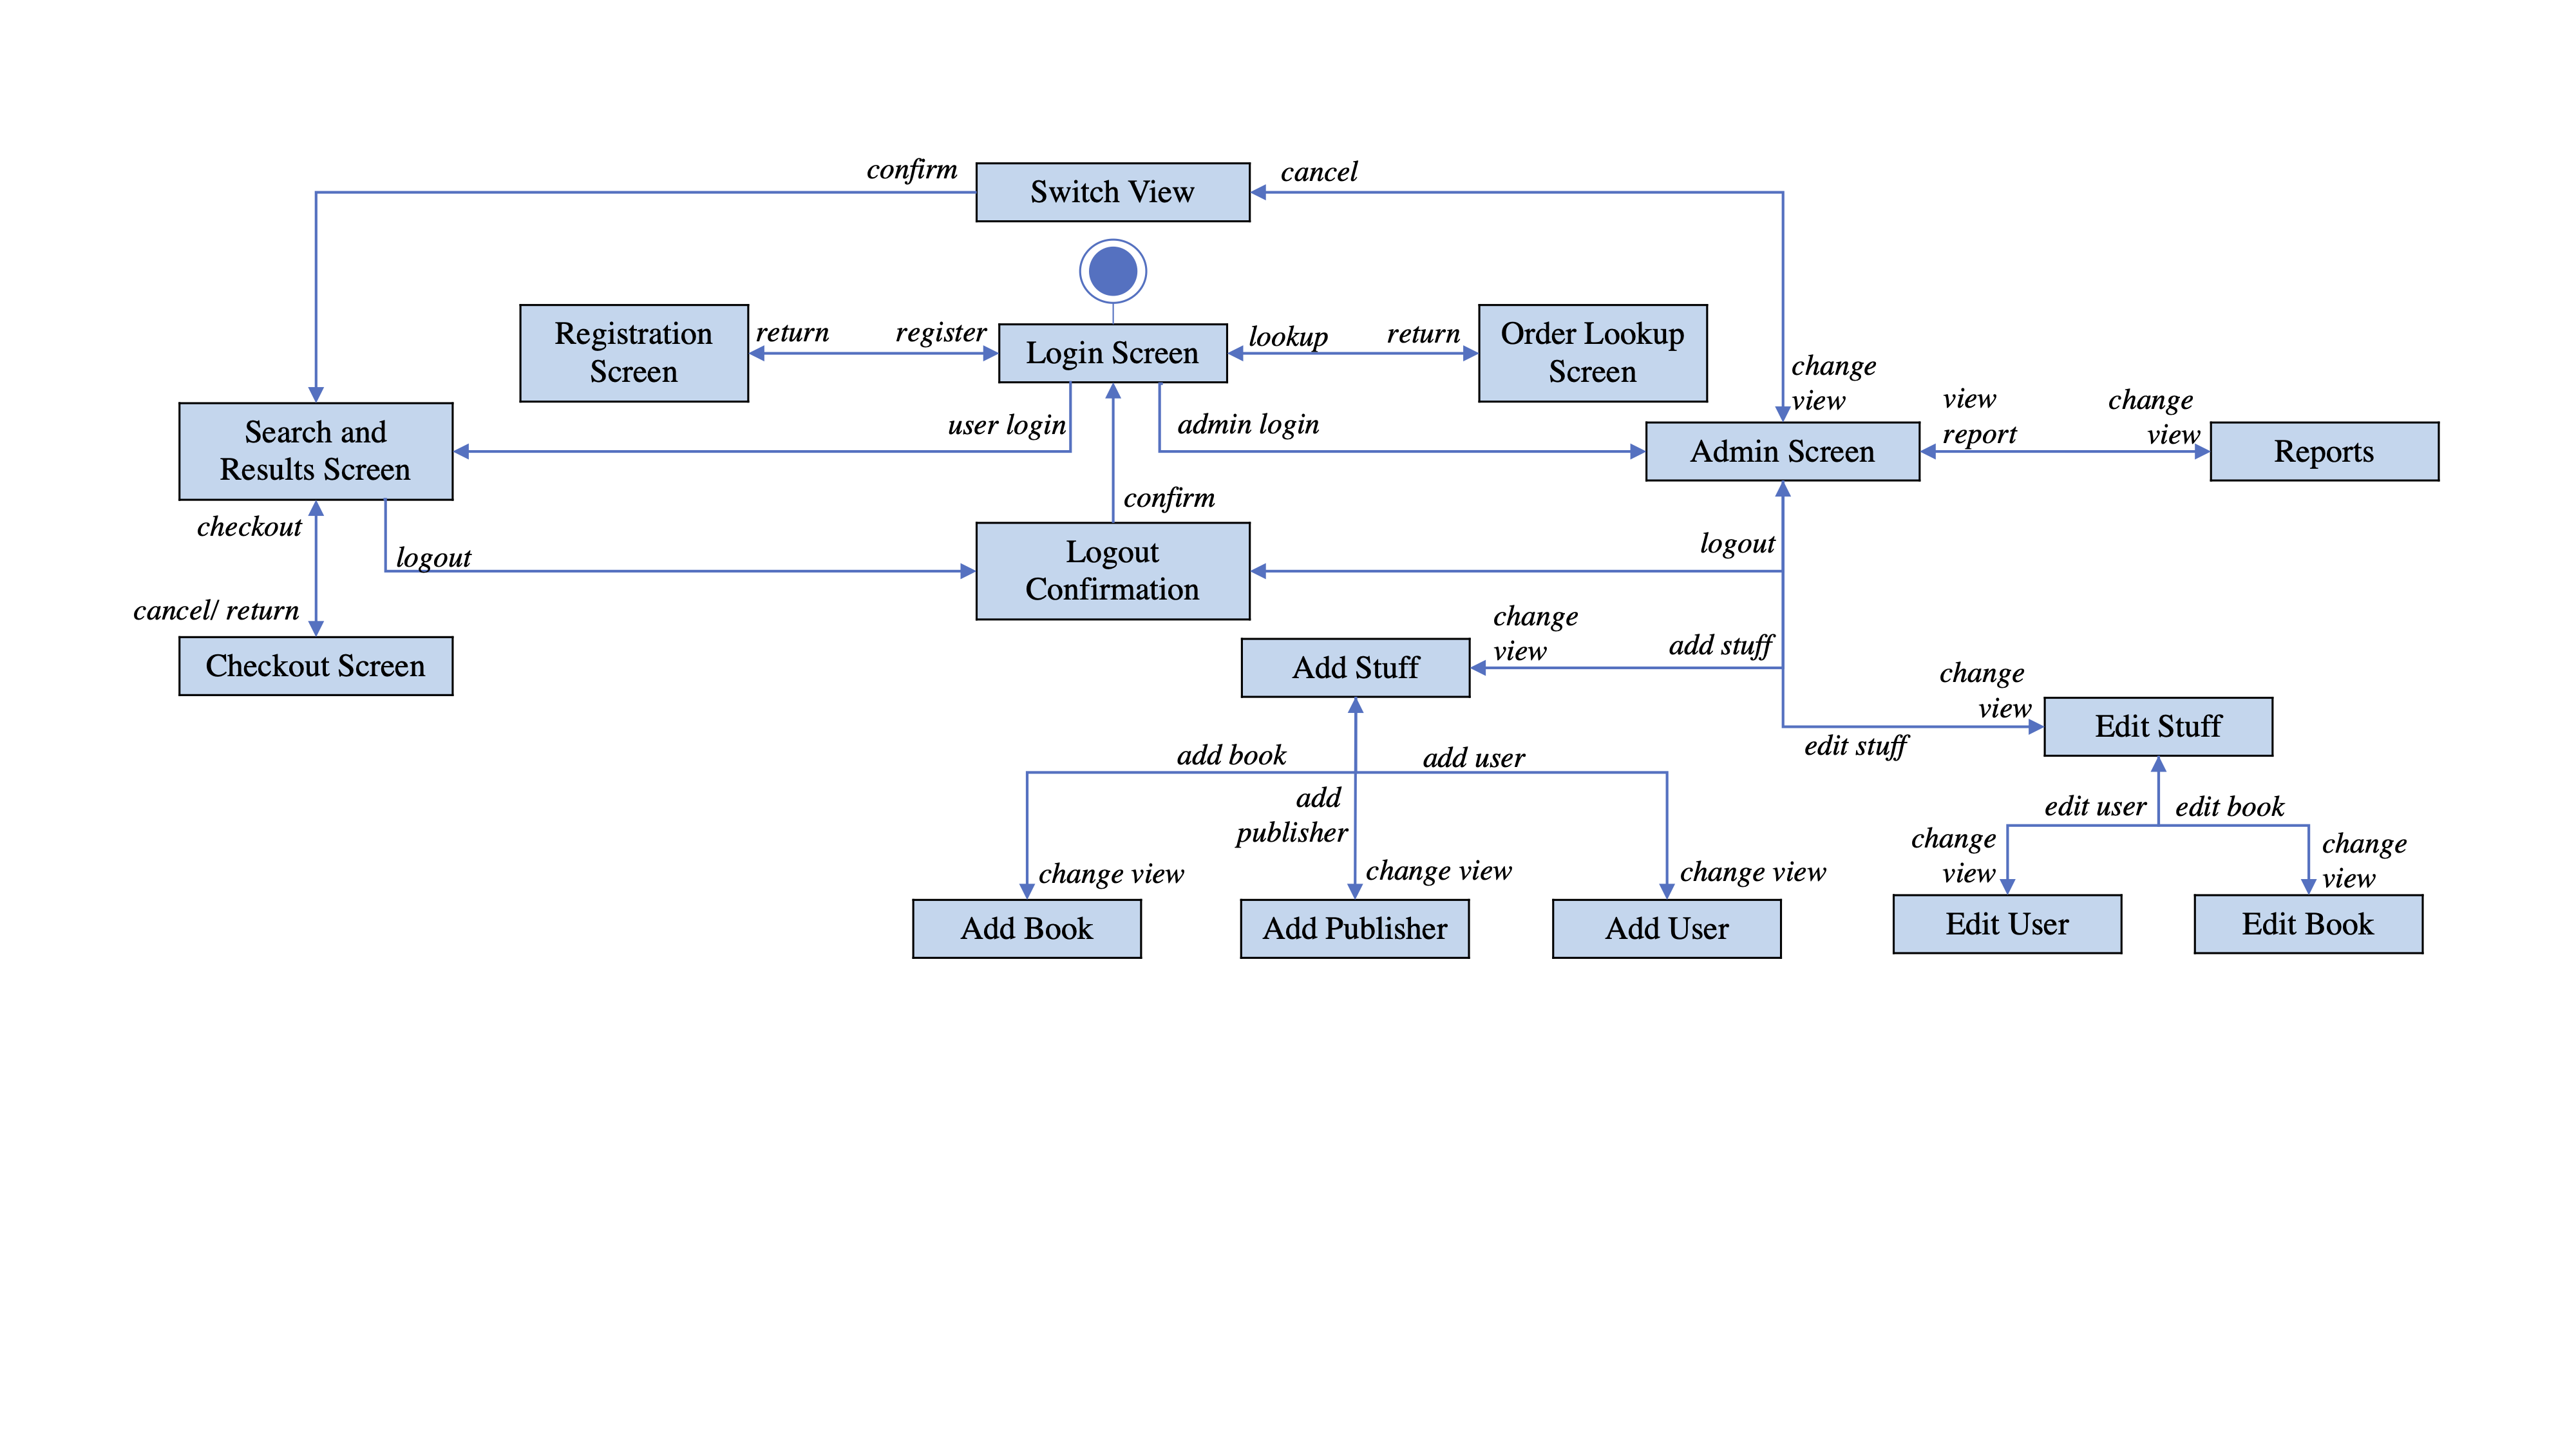 confirm
Switch View
cancel
Registration
Screen
return
register
Login Screen
lookup
return
Order Lookup
Screen
change
view
Search and
Results Screen
user login
admin login
Admin Screen
view
report
change
view
Reports
confirm
checkout
logout
Logout
Confirmation
logout
cancel/ return
Checkout Screen
Add Stuff
change
view
add stuff
change
view
Edit Stuff
edit stuff
add book
add user
add
publisher
edit user
edit book
change view
change view
change view
change
view
change
view
Add Book
Add Publisher
Add User
Edit User
Edit Book